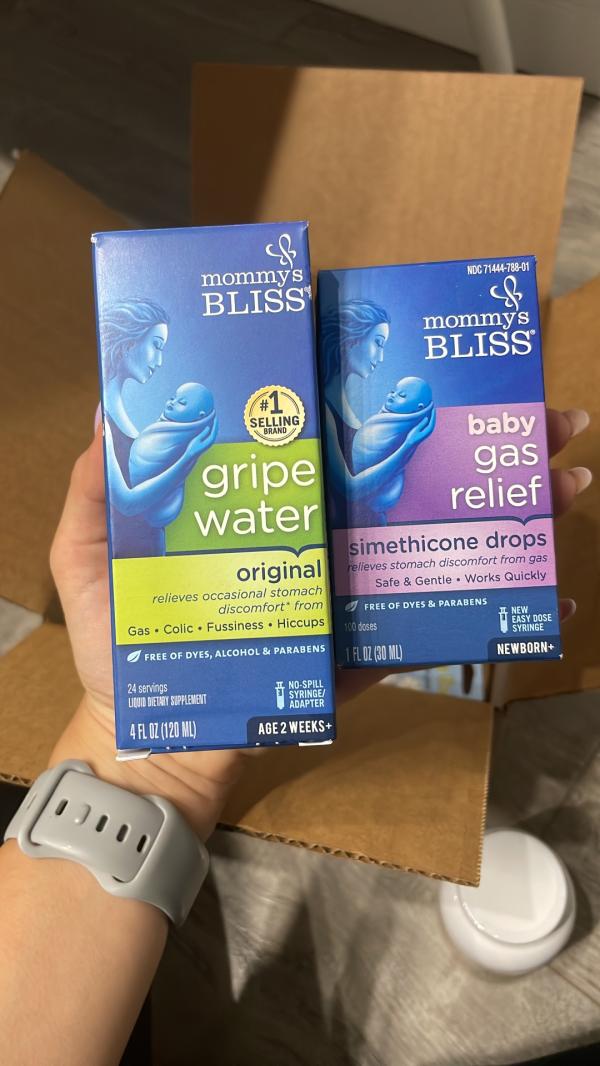 mommy's
BLISS®
#1
SELLING
BRAND
gripe
water
original
relieves occasional stomach
discomfort* from
Gas • Colic • Fussiness • Hiccups
FREE OF DYES, ALCOHOL & PARABENS
24 servings
LIQUID DIETARY SUPPLEMENT
NO-SPILL
SYRINGE/
ADAPTER
4 FL OZ (120 ML)
AGE 2 WEEKS+
NDC 71444-788-01
mommy's
BLISS®
baby
gas
relief
simethicone drops
relieves stomach discomfort from gas
Safe & Gentle • Works Quickly
FREE OF DYES & PARABENS
100 doses
NEW
EASY DOSE
SYRINGE
1 FL OZ (30 ML)
NEWBORN+